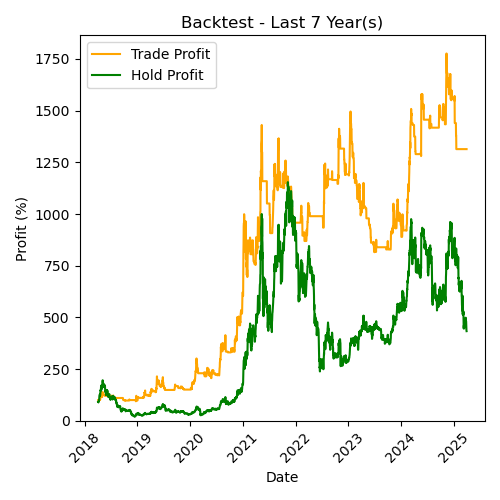 Backtest - Last 7 Year(s)
Trade Profit
Hold Profit
Profit (%)
1750
1500
1250
1000
750
500
250
0
2018 2019 2020 2021 2022 2023 2024 2025
Date